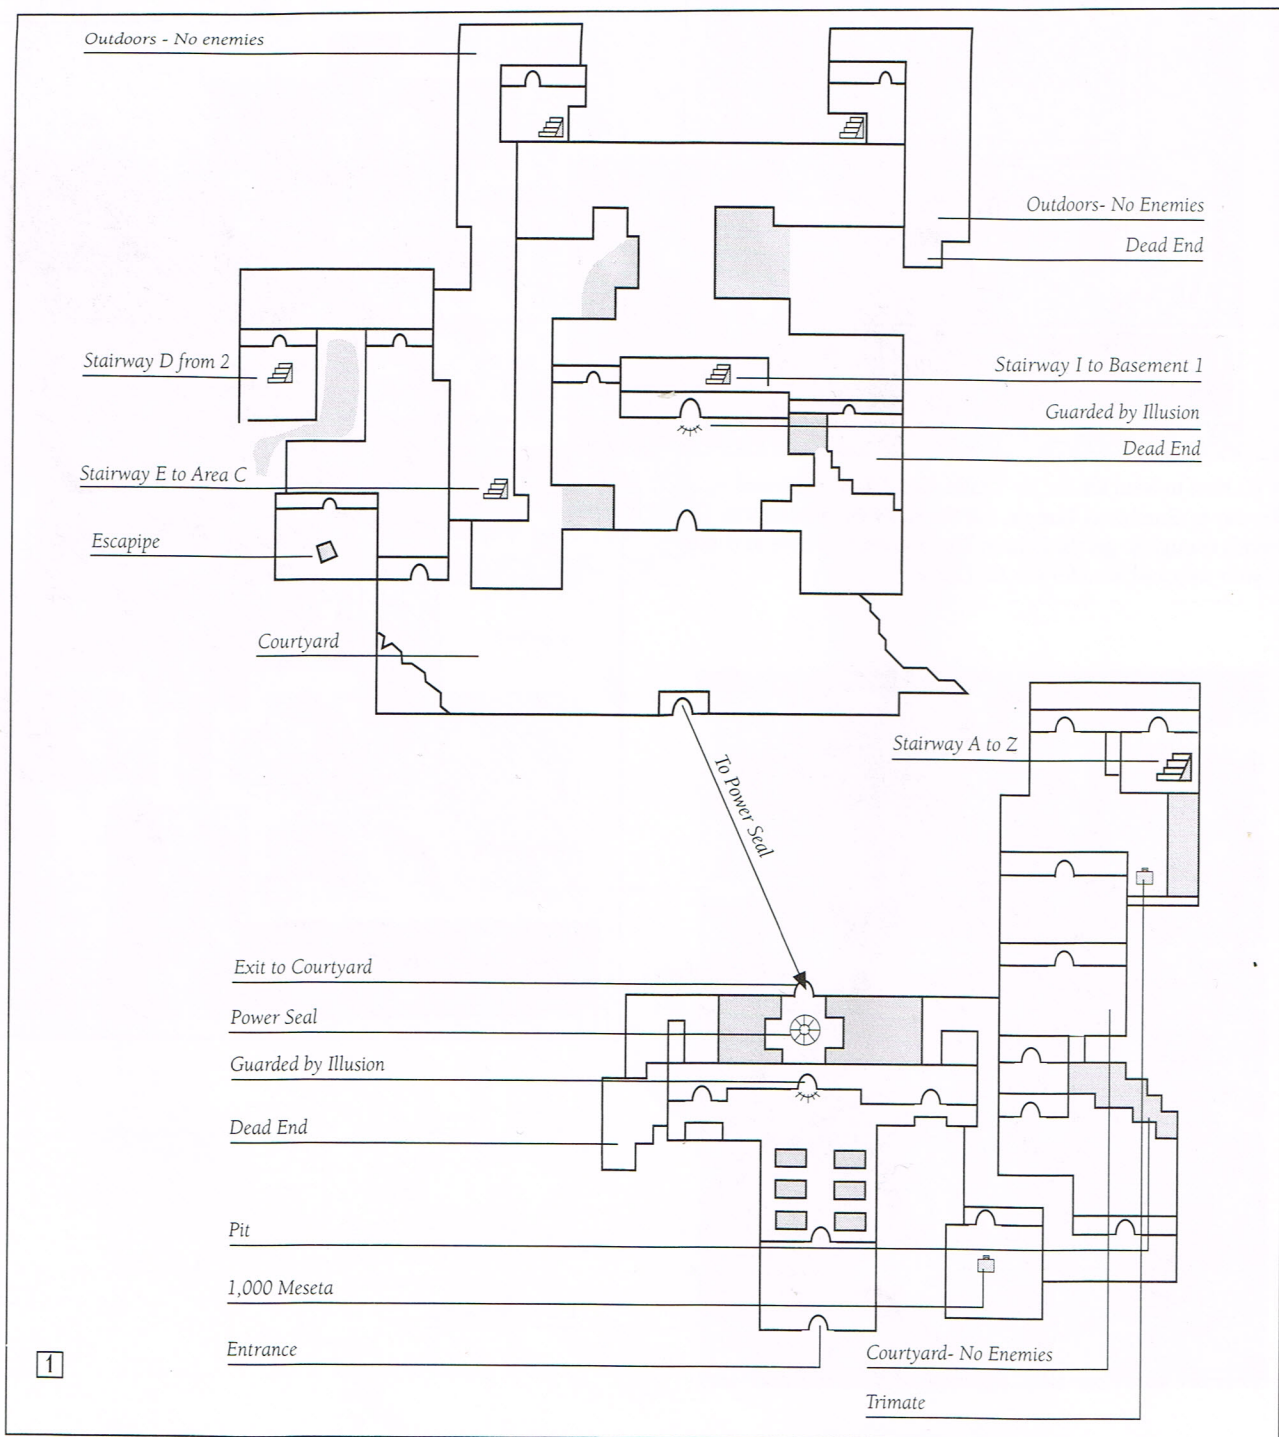 Outdoors - No enemies
Outdoors- No Enemies
Dead End
Stairway D from 2
Stairway I to Basement 1
Guarded by Illusion
Dead End
Stairway E to Area C
Escapipe
Courtyard
Stairway A to Z
To Power Seal
Exit to Courtyard
Power Seal
Guarded by Illusion
Dead End
Pit
1,000 Meseta
Entrance
1
Courtyard- No Enemies
Trimate